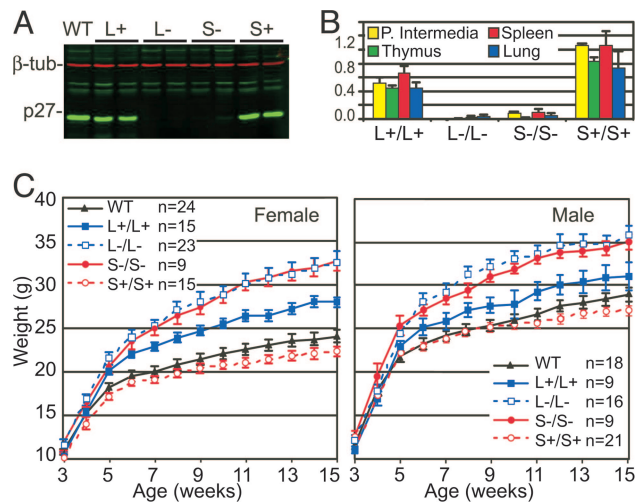 A
WT L+ L- S- S+
β-tub-
p27-
B
P. Intermedia Spleen
Thymus Lung
1.2
0.8
0.4
0.0
L+/L+ L-/L- S-/S- S+/S+
C
Weight (g)
40
35
30
25
20
15
10
Female
WT n=24
L+/L+ n=15
L-/L- n=23
S-/S- n=9
S+/S+ n=15
3 5 7 9 11 13 15
Age (weeks)
Male
WT n=18
L+/L+ n=9
L-/L- n=16
S-/S- n=9
S+/S+ n=21
3 5 7 9 11 13 15
Age (weeks)